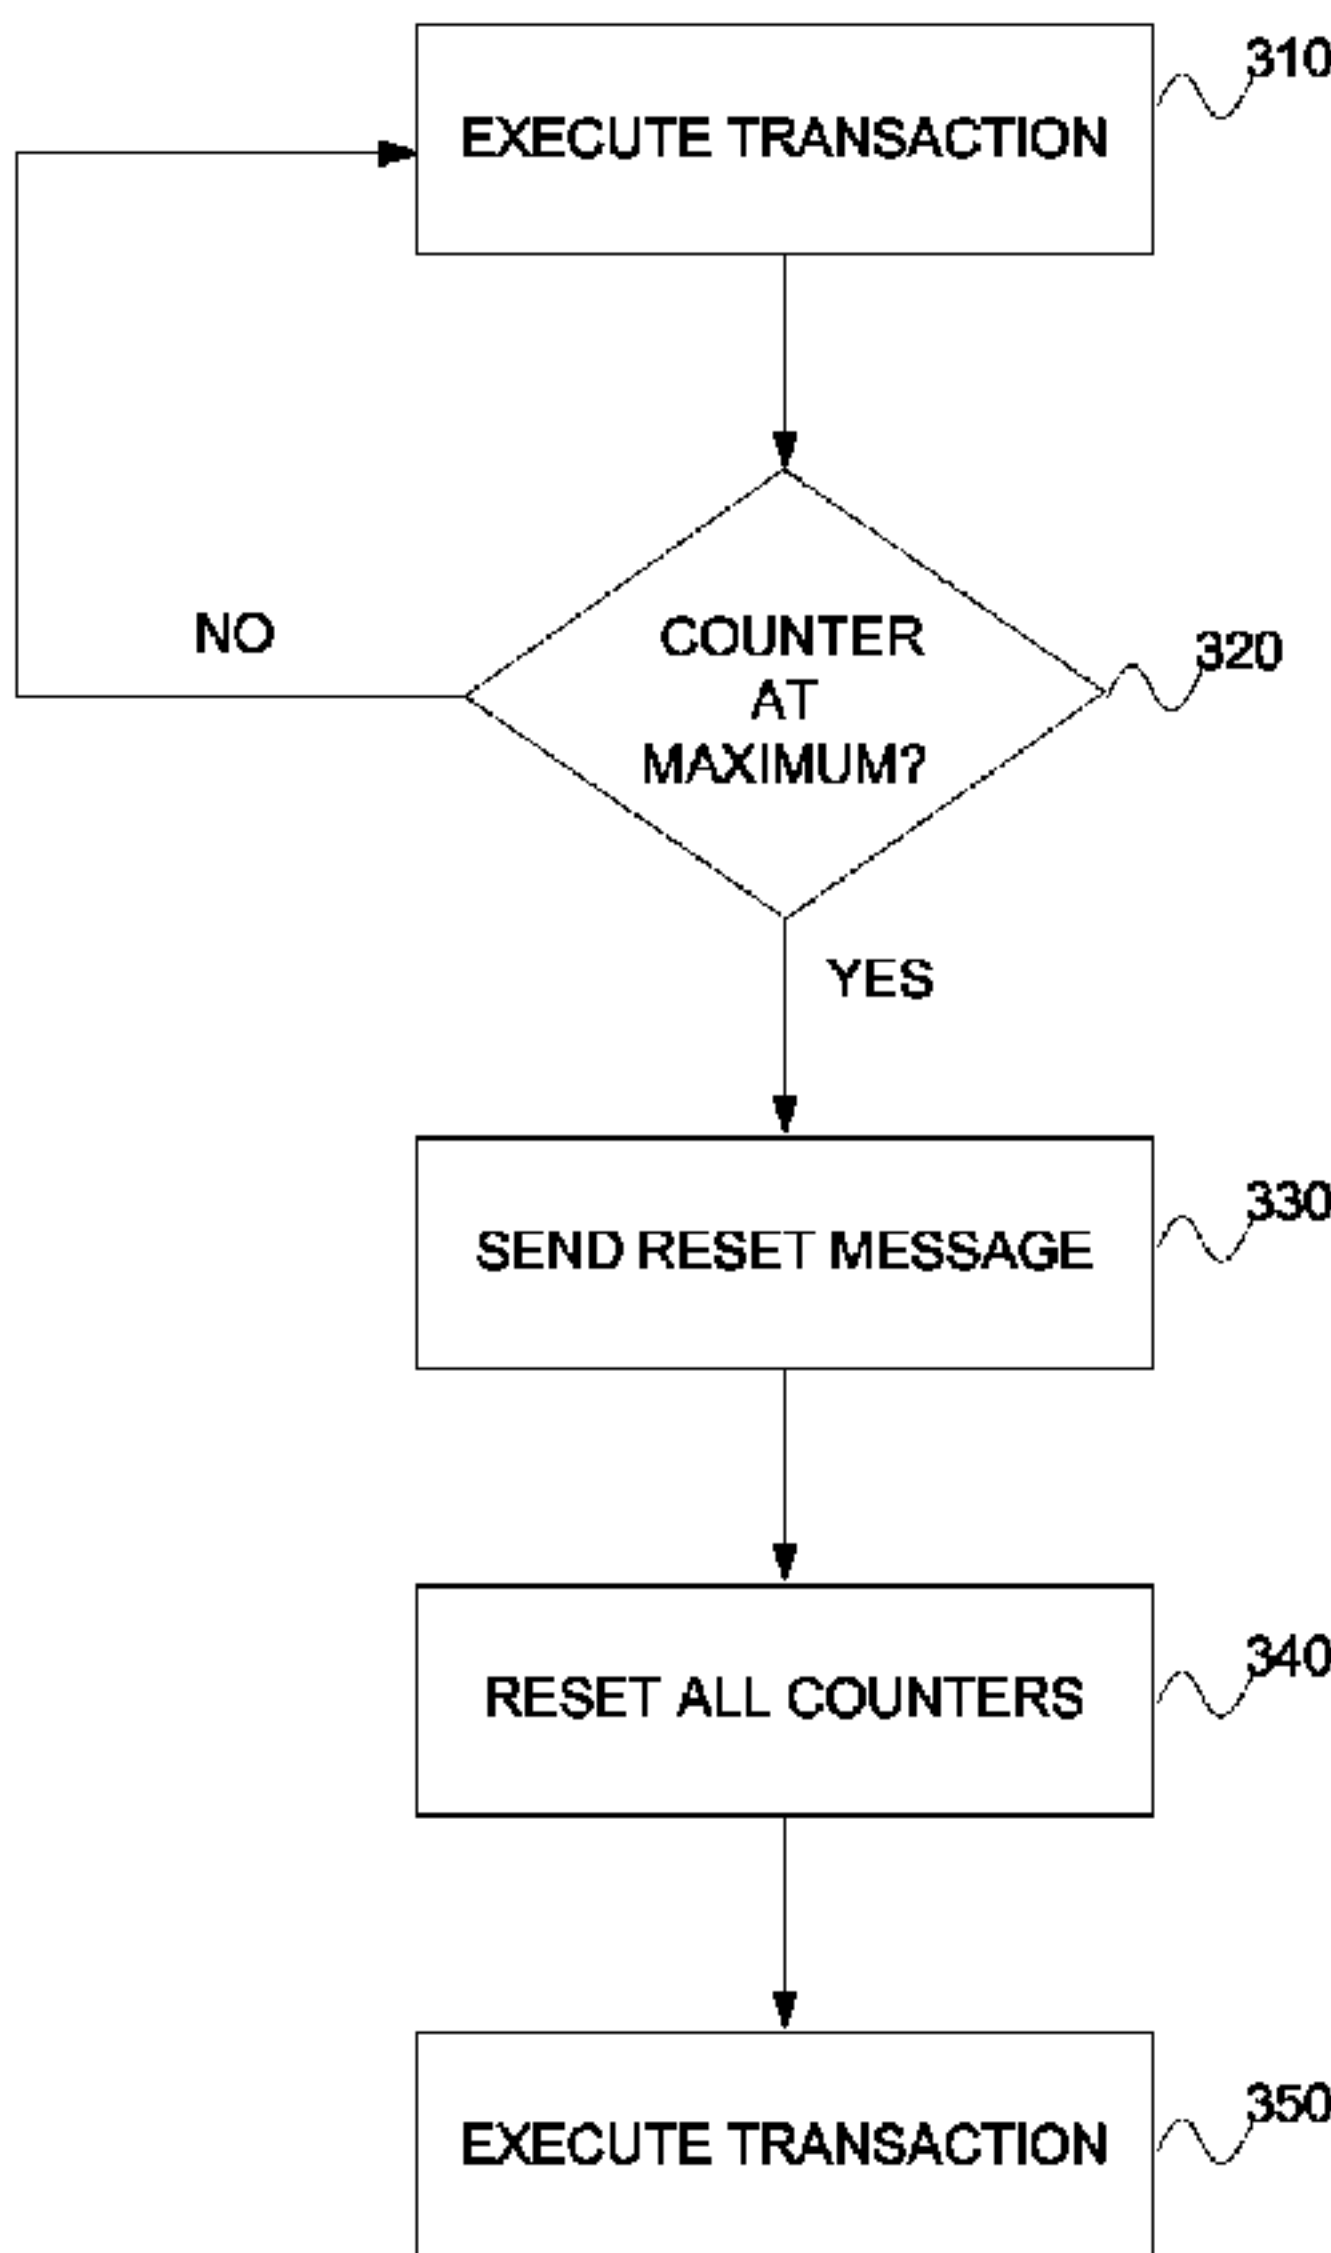 310
EXECUTE TRANSACTION
NO
COUNTER
AT
MAXIMUM?
320
YES
330
SEND RESET MESSAGE
340
RESET ALL COUNTERS
350
EXECUTE TRANSACTION